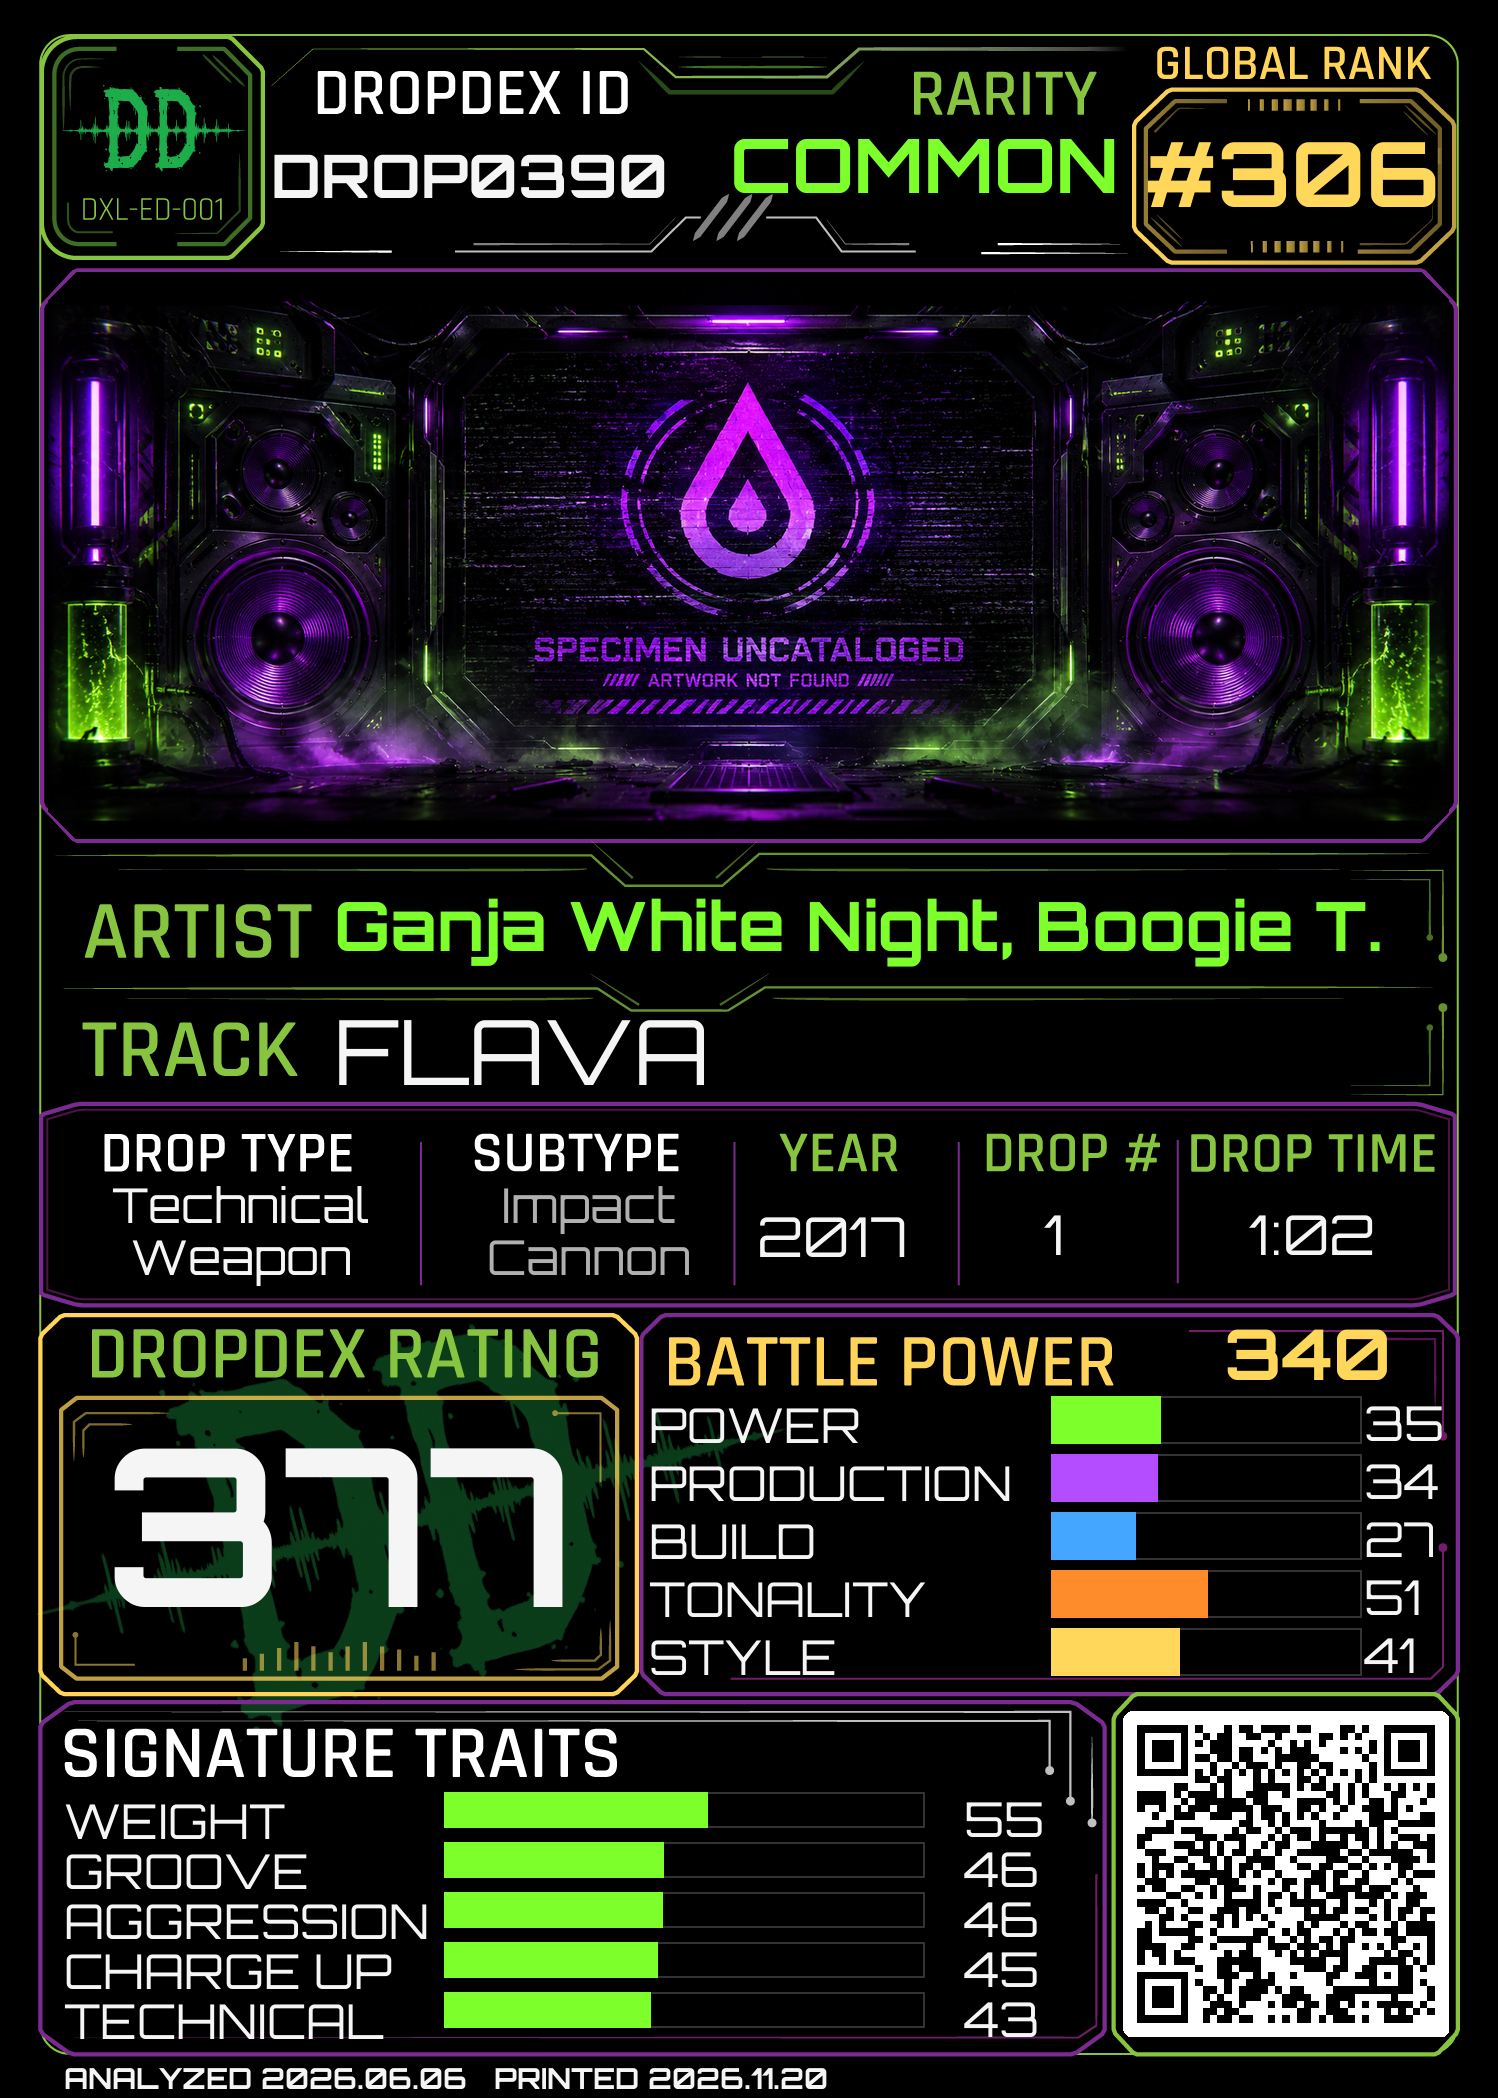 DD
DXL-ED-001
DROPDEX ID
DROP0390
RARITY
COMMON
GLOBAL RANK
#306
SPECIMEN UNCATALOGED
///// ARTWORK NOT FOUND /////
ARTIST Ganja White Night, Boogie T.
TRACK FLAVA
DROP TYPE
Technical
Weapon
SUBTYPE
Impact
Cannon
YEAR
2017
DROP #
1
DROP TIME
1:02
DROPDEX RATING
377
BATTLE POWER 340
POWER 35
PRODUCTION 34
BUILD 27
TONALITY 51
STYLE 41
SIGNATURE TRAITS
WEIGHT 55
GROOVE 46
AGGRESSION 46
CHARGE UP 45
TECHNICAL 43
ANALYZED 2026.06.06 PRINTED 2026.11.20